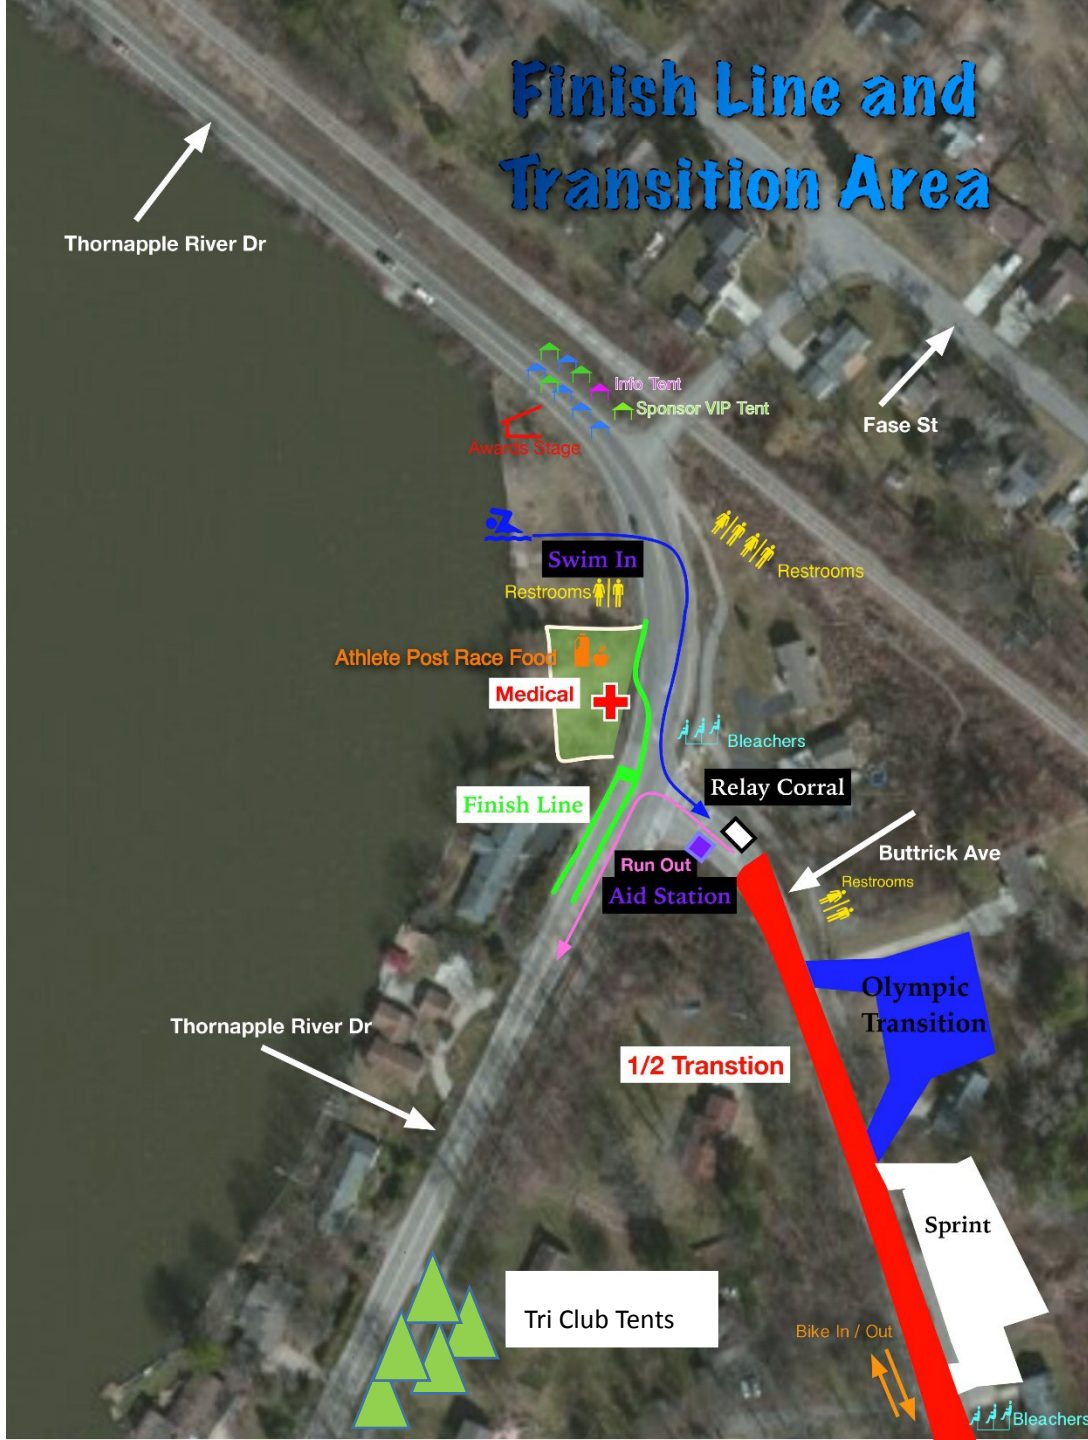 Finish Line and
Transition Area
Thornapple River Dr
Info Tent
Sponsor VIP Tent
Fase St
Awards Stage
Swim In
Restrooms
Restrooms
Athlete Post Race Food
Medical
Bleachers
Relay Corral
Finish Line
Buttrick Ave
Run Out
Restrooms
Aid Station
Olympic
Transition
Thornapple River Dr
1/2 Transtion
Sprint
Tri Club Tents
Bike In / Out
Bleachers